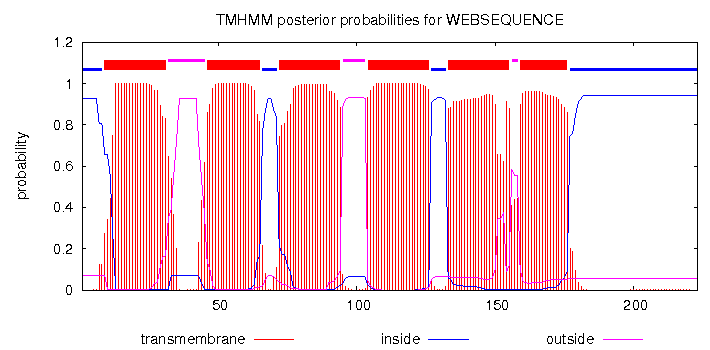 TMHMM posterior probabilities for WEBSEQUENCE
1.2
1
0.8
0.6
0.4
0.2
0
probability
50
100
150
200
transmembrane
inside
outside